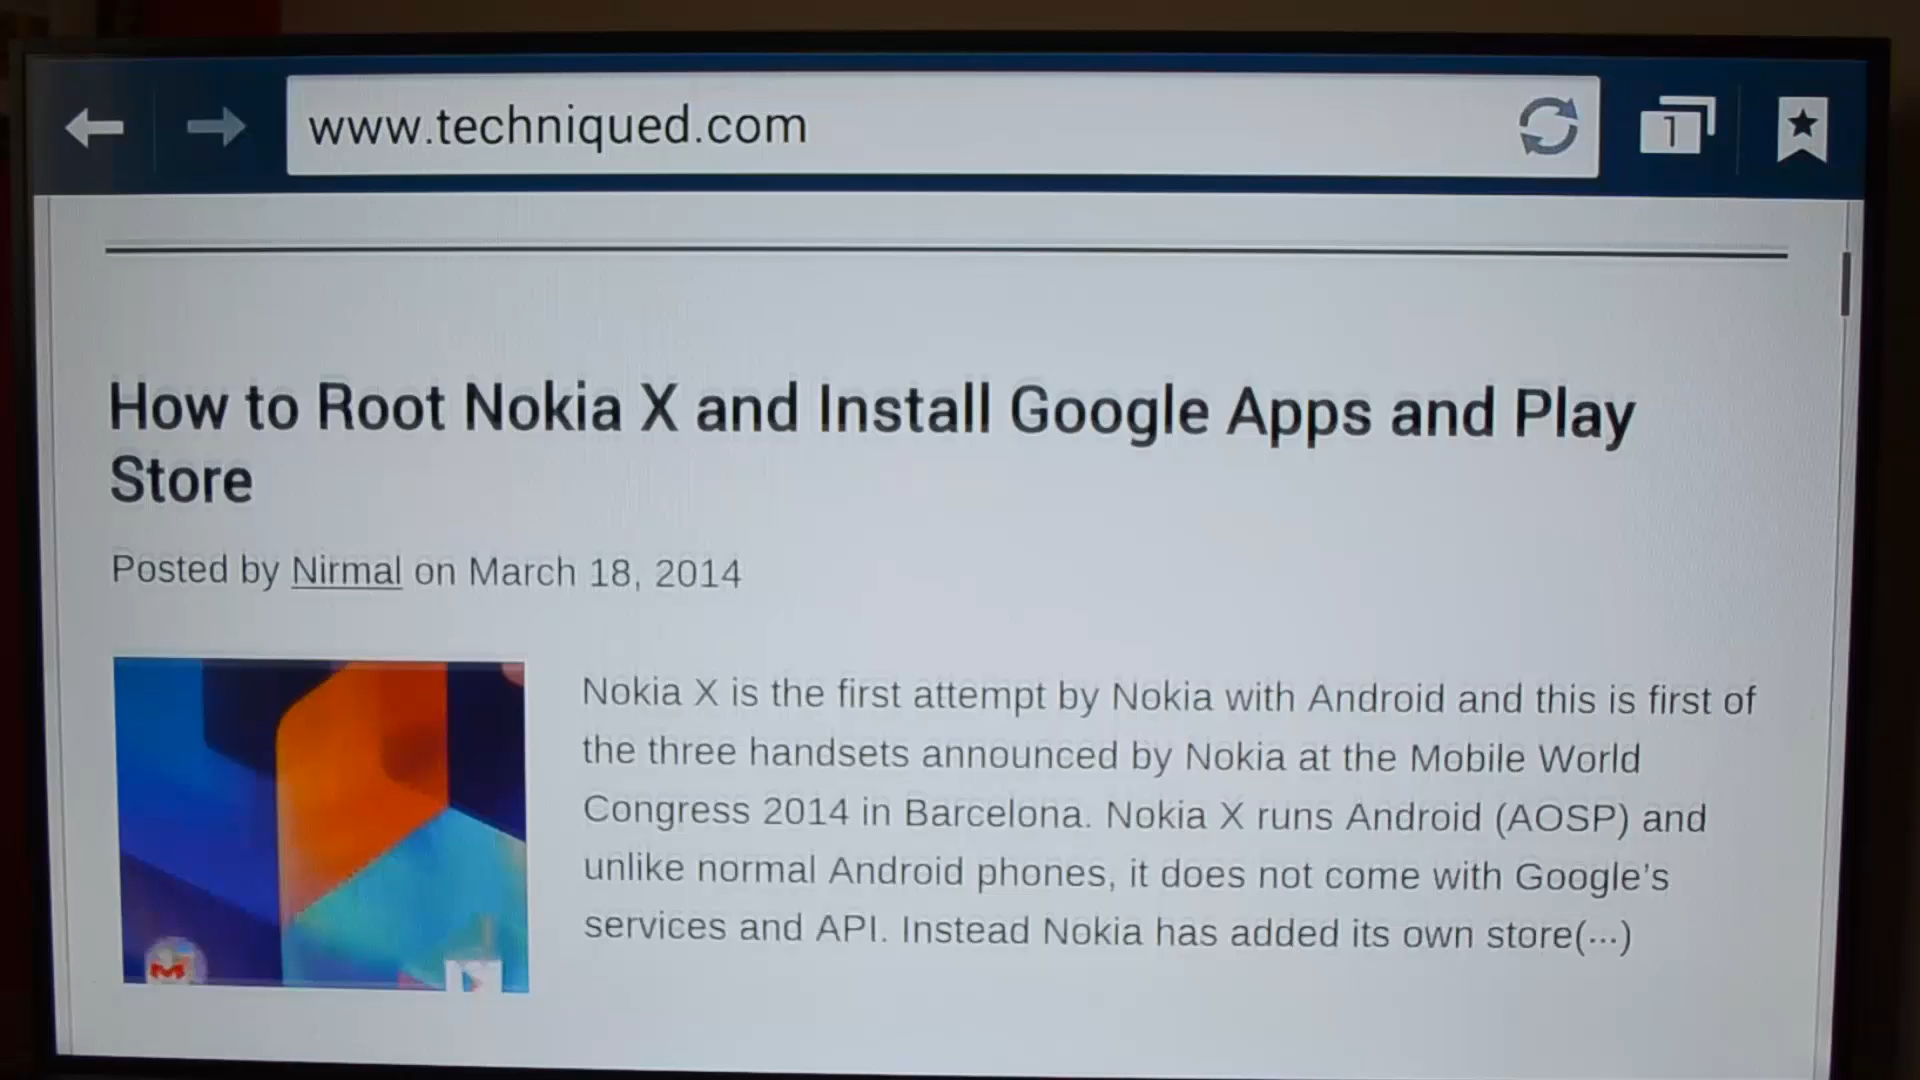 www.techniqued.com
1
How to Root Nokia X and Install Google Apps and Play
Store
Posted by Nirmal on March 18, 2014
Nokia X is the first attempt by Nokia with Android and this is first of
the three handsets announced by Nokia at the Mobile World
Congress 2014 in Barcelona. Nokia X runs Android (AOSP) and
unlike normal Android phones, it does not come with Google’s
services and API. Instead Nokia has added its own store(...)